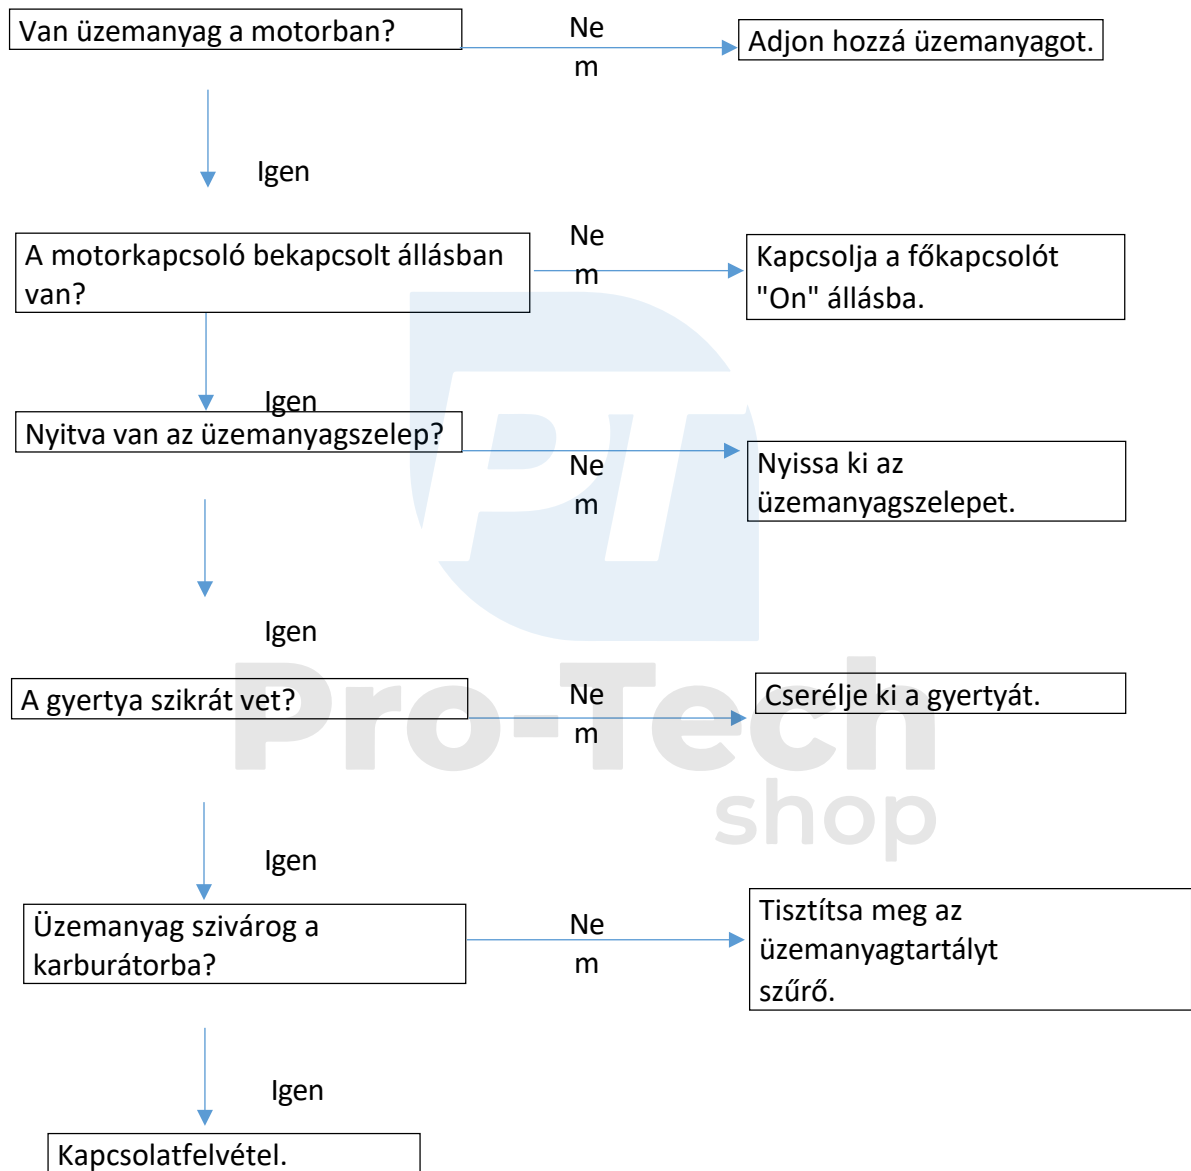 Van üzemanyag a motorban?
Ne
m
Adjon hozzá üzemanyagot.
Igen
A motorkapcsoló bekapcsolt állásban
van?
Ne
m
Kapcsolja a főkapcsolót
"On" állásba.
Igen
Nyitva van az üzemanyagszelep?
Ne
m
Nyissa ki az
üzemanyagszelepet.
PT
Igen
A gyertya szikrát vet?
Ne
m
Cserélje ki a gyertyát.
Pro-Tech
shop
Igen
Üzemanyag szivárog a
karburátorba?
Ne
m
Tisztítsa meg az
üzemanyagtartályt
szűrő.
Igen
Kapcsolatfelvétel.